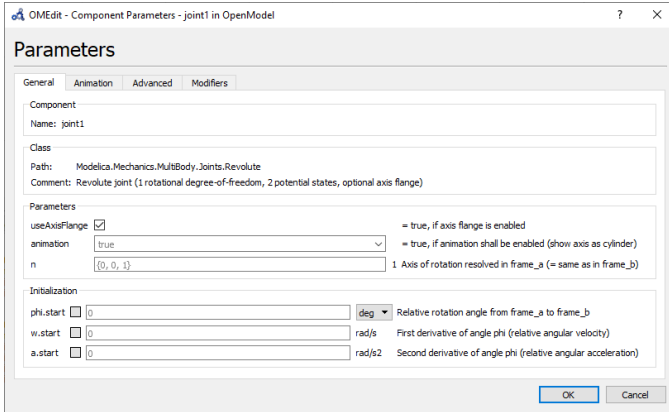 OMEdit - Component Parameters - joint1 in OpenModel
Parameters
General Animation Advanced Modifiers
Component
Name: joint1
Class
Path: Modelica.Mechanics.MultiBody.Joints.Revolute
Comment: Revolute joint (1 rotational degree-of-freedom, 2 potential states, optional axis flange)
Parameters
useAxisFlange = true, if axis flange is enabled
animation true = true, if animation shall be enabled (show axis as cylinder)
n {0, 0, 1} 1 Axis of rotation resolved in frame_a (= same as in frame_b)
Initialization
phi.start 0 deg Relative rotation angle from frame_a to frame_b
w.start 0 rad/s First derivative of angle phi (relative angular velocity)
a.start 0 rad/s2 Second derivative of angle phi (relative angular acceleration)
OK Cancel